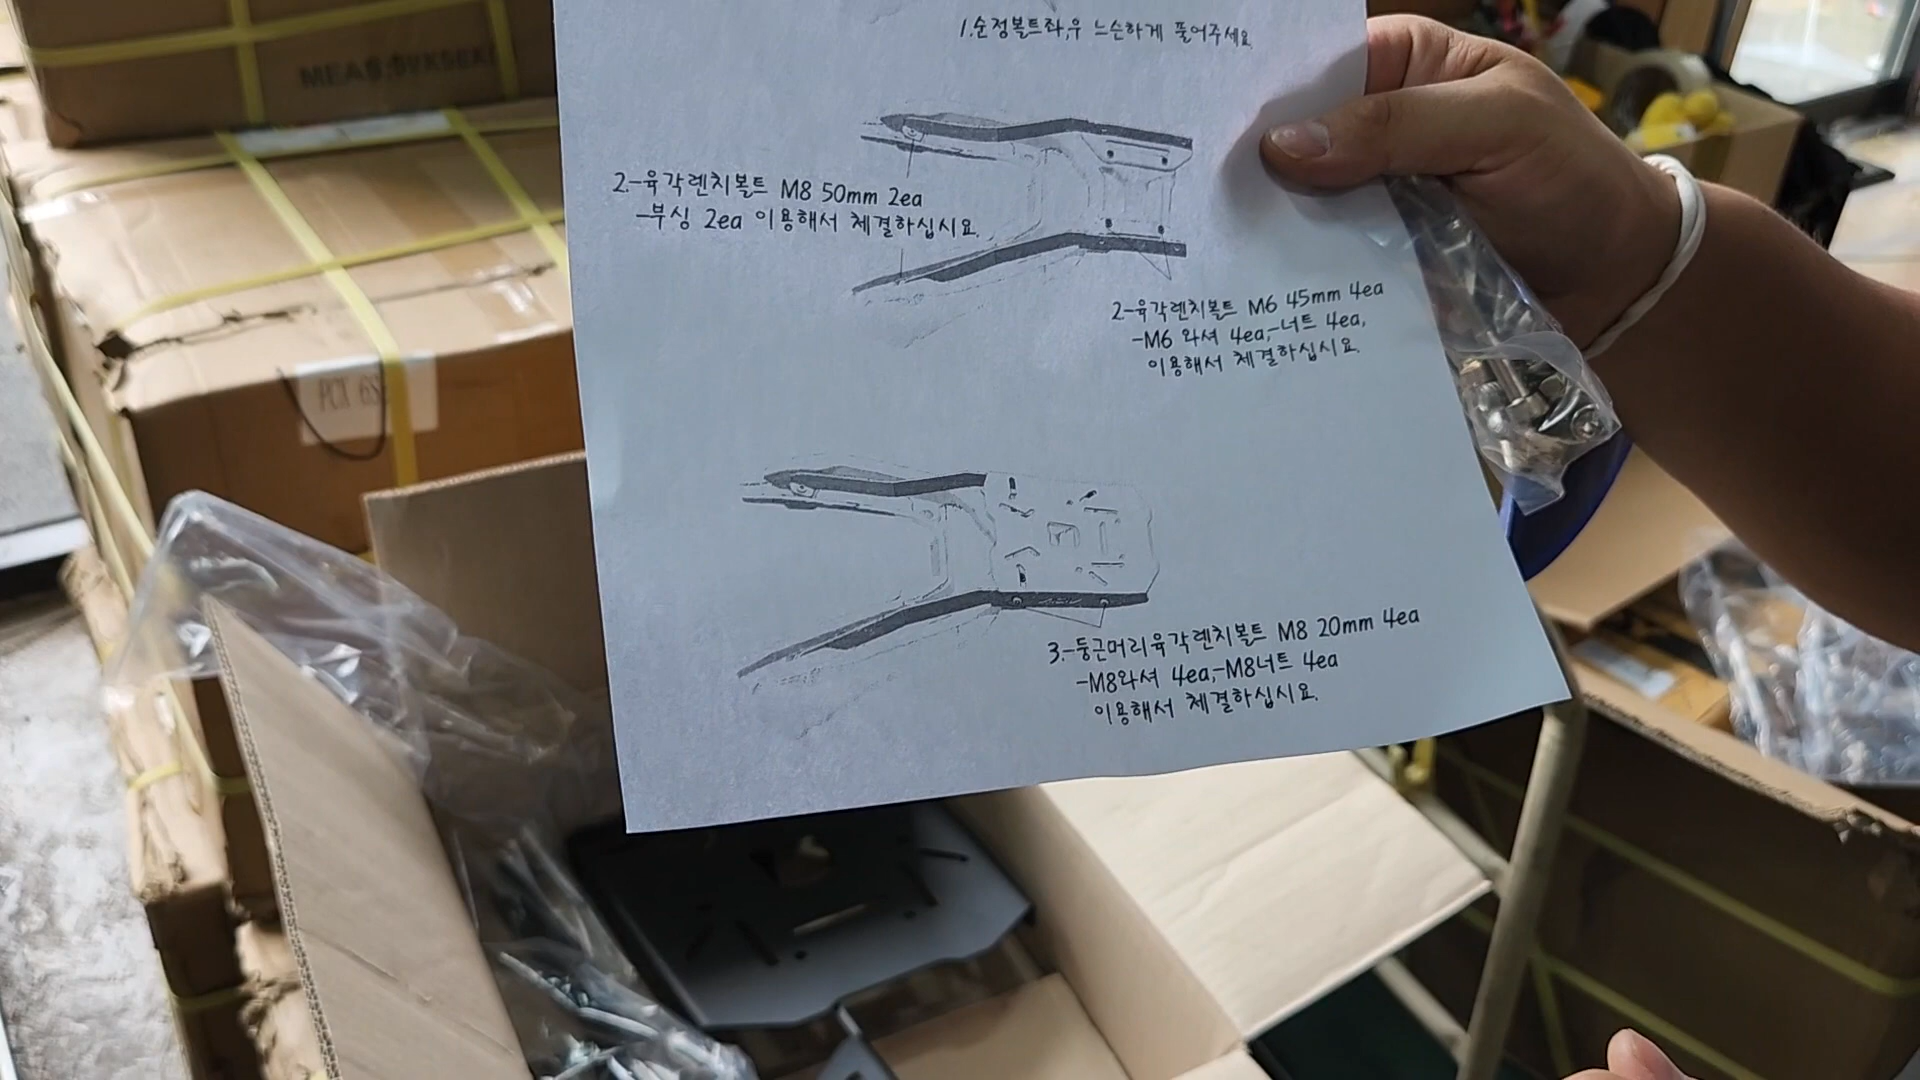 1.순정볼트좌,우 느슨하게 풀어주세요.
2.-육각렌치볼트 M8 50mm 2ea
-부싱 2ea 이용해서 체결하십시요.
2-육각렌치볼트 M6 45mm 4ea
-M6 와셔 4ea,-너트 4ea,
이용해서 체결하십시요.
3.-둥근머리육각렌치볼트 M8 20mm 4ea
-M8와셔 4ea,-M8너트 4ea
이용해서 체결하십시요.
PCX